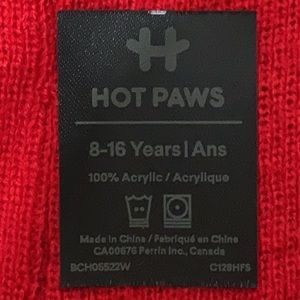 HOT PAWS
8-16 Years|Ans
100% Acrylic / Acrylique
Made in China / Fabriqué en Chine
CA00676 Perrin Inc., Canada
BCH05522W C128HFS